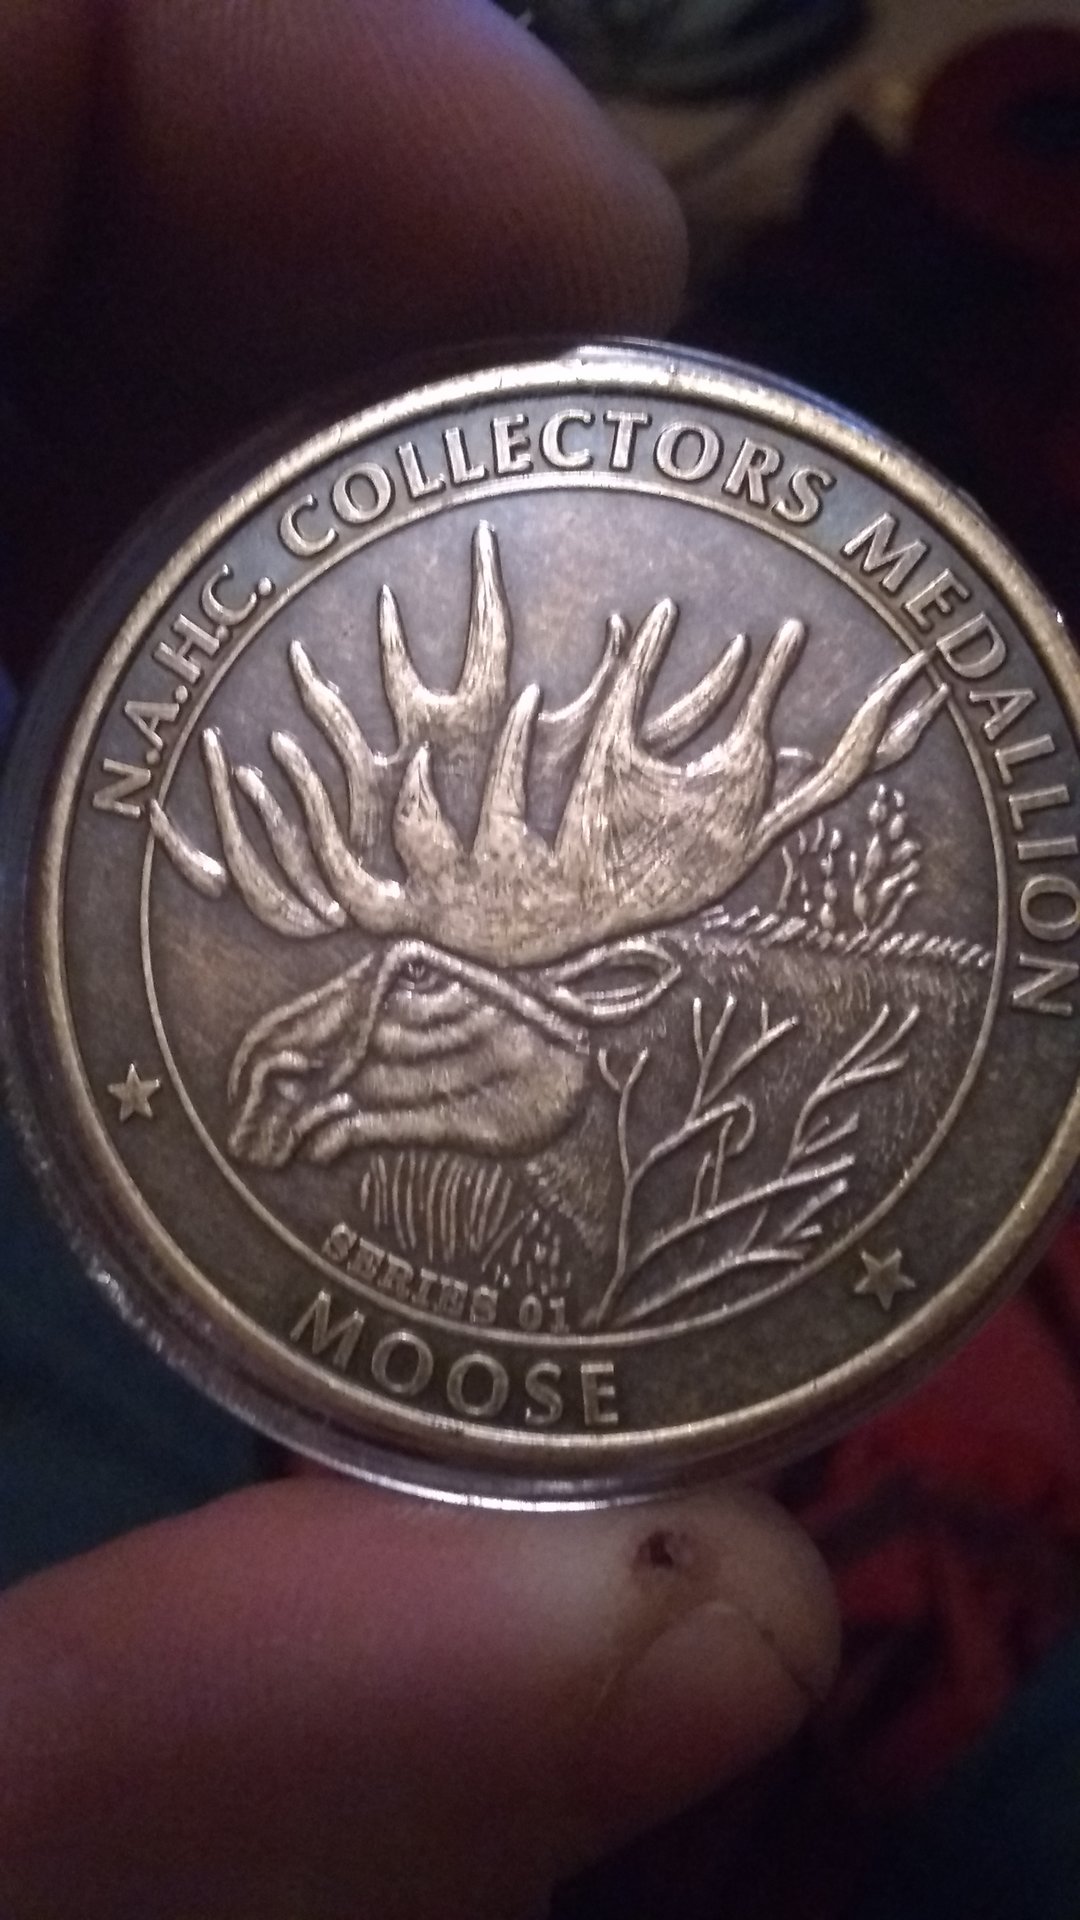 N.A.H.C. COLLECTORS MEDALLION
SERIES 01
MOOSE